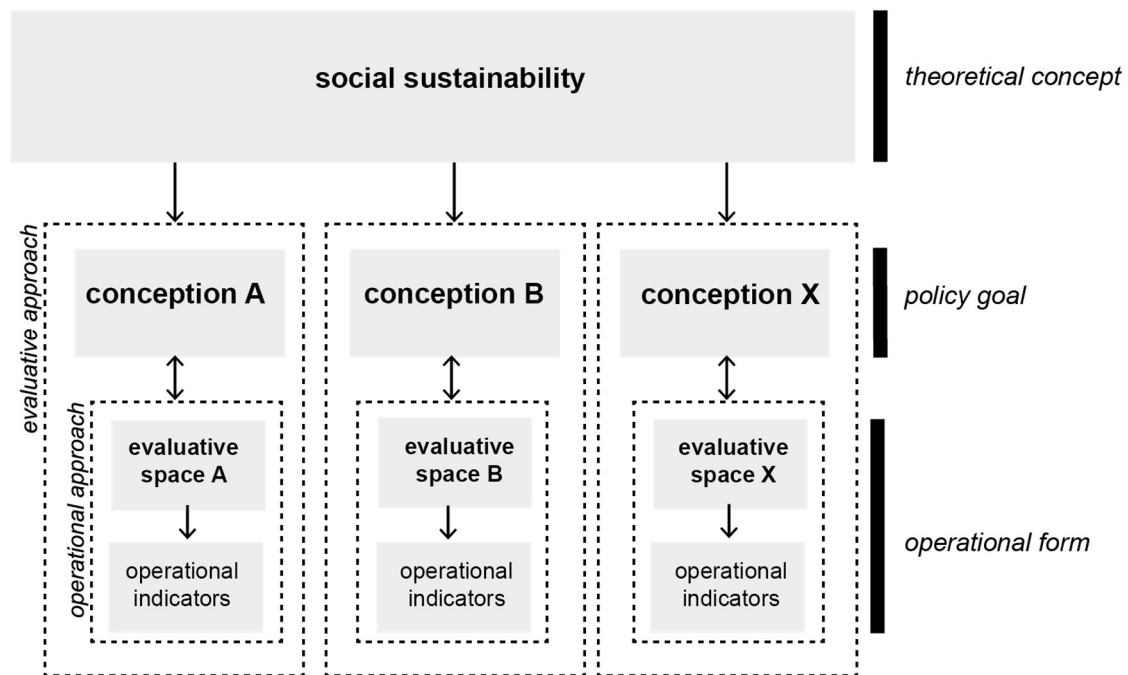 social sustainability
theoretical concept
evaluative approach
conception A
conception B
conception X
policy goal
operational approach
evaluative
space A
evaluative
space B
evaluative
space X
operational
indicators
operational
indicators
operational
indicators
operational form